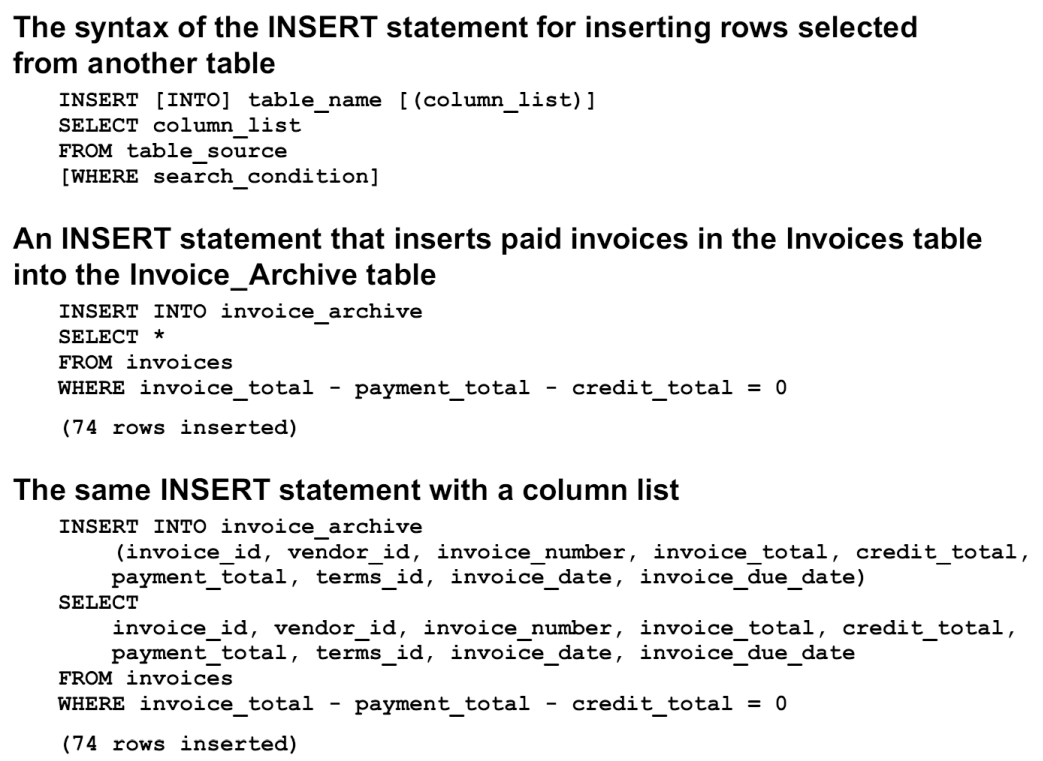 The syntax of the INSERT statement for inserting rows selected
from another table
INSERT [INTO] table_name [(column_list)]
SELECT column_list
FROM table_source
[WHERE search_condition]
An INSERT statement that inserts paid invoices in the Invoices table
into the Invoice_Archive table
INSERT INTO invoice_archive
SELECT *
FROM invoices
WHERE invoice_total - payment_total - credit_total = 0
(74 rows inserted)
The same INSERT statement with a column list
INSERT INTO invoice_archive
(invoice_id, vendor_id, invoice_number, invoice_total, credit_total,
payment_total, terms_id, invoice_date, invoice_due_date)
SELECT
invoice_id, vendor_id, invoice_number, invoice_total, credit_total,
payment_total, terms_id, invoice_date, invoice_due_date
FROM invoices
WHERE invoice_total - payment_total - credit_total = 0
(74 rows inserted)